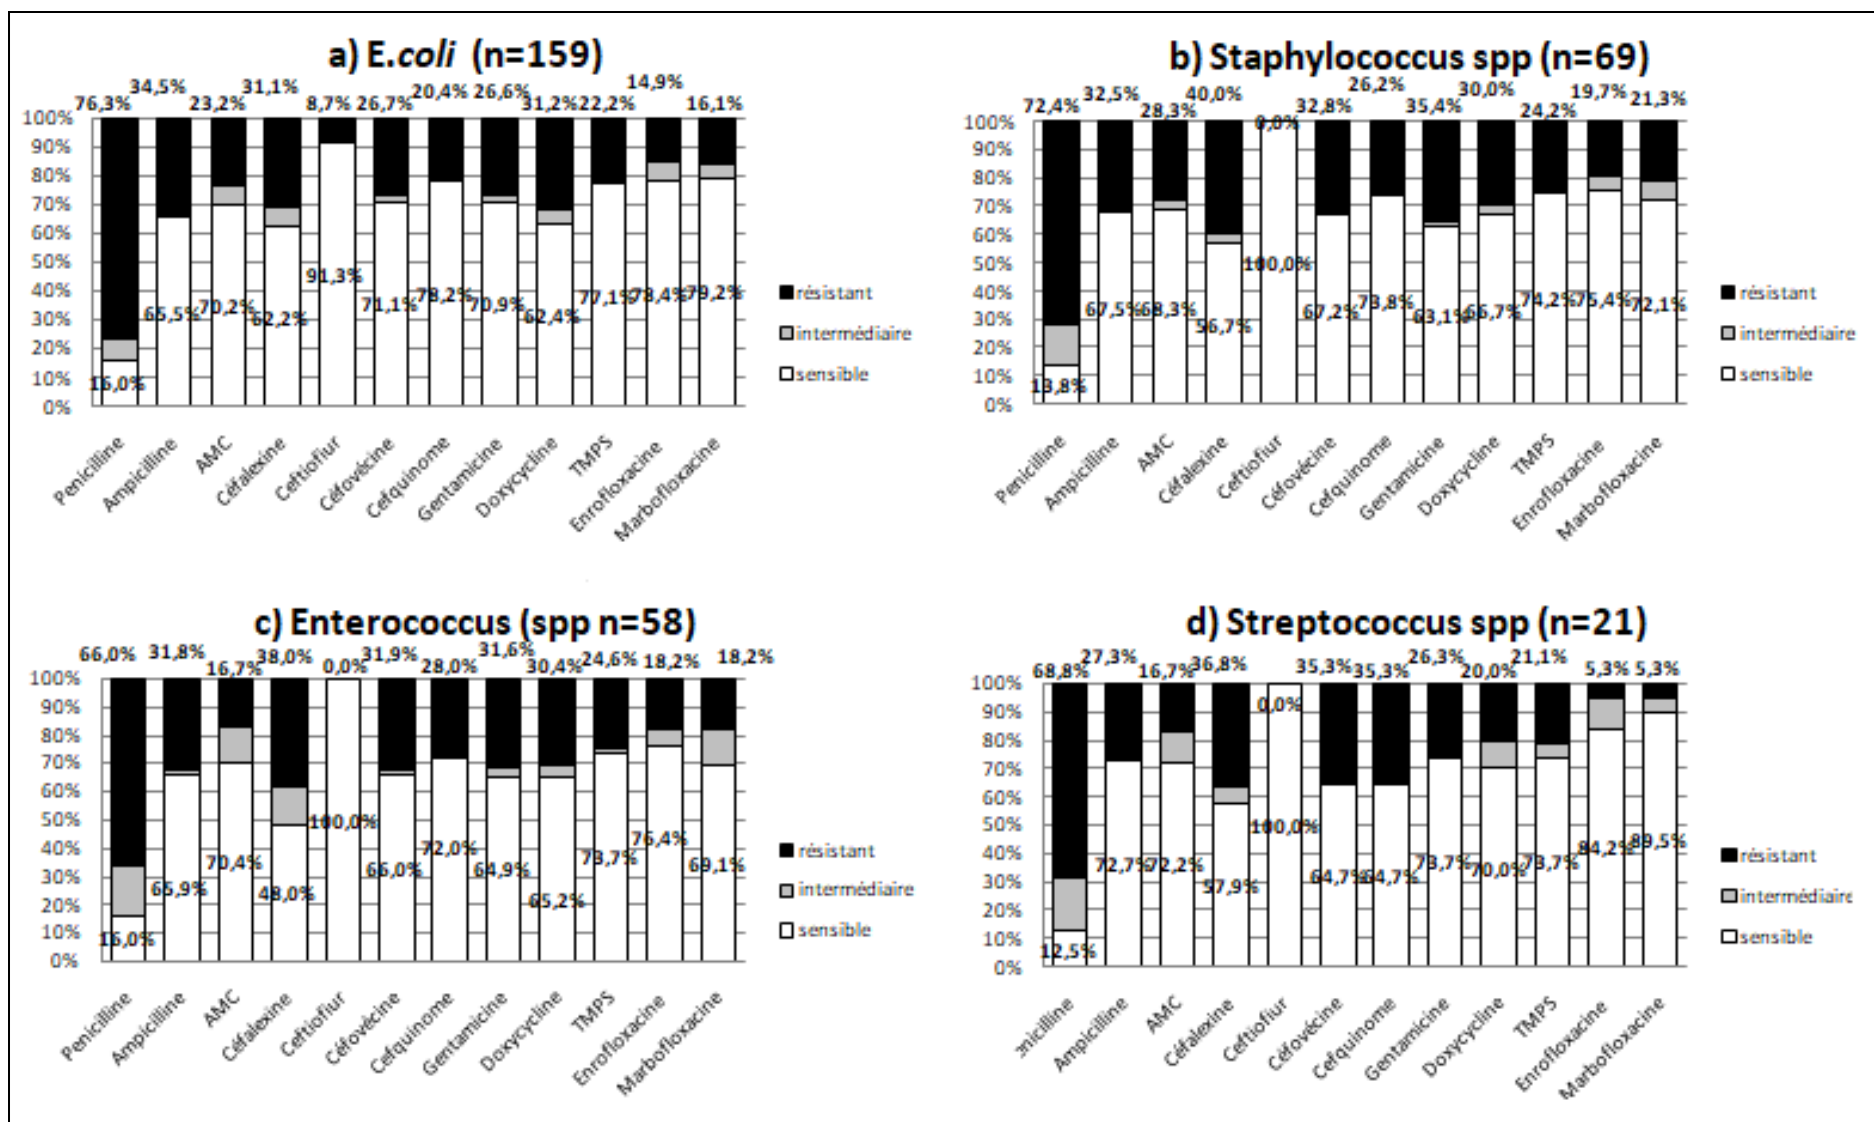 a) E.coli (n=159)
76,3% 34,5% 23,2% 31,1% 8,7% 26,7% 20,4% 26,6% 31,2% 22,2% 14,9% 16,1%
100%
90%
80%
70%
60%
50%
40%
30%
20%
10%
0%
16,0% 65,5% 70,2% 62,2% 91,3% 71,1% 78,2% 70,9% 62,4% 77,1% 78,4% 79,2%
Penicilline
Ampicilline
AMC
Céfalexine
Ceftiofiur
Céfovécine
Cefquinome
Gentamicine
Doxycycline
TMPS
Enrofloxacine
Marbofloxacine
résistant
intermédiaire
sensible
b) Staphylococcus spp (n=69)
72,4% 32,5% 28,3% 40,0% 0,0% 32,8% 26,2% 35,4% 30,0% 24,2% 19,7% 21,3%
100%
90%
80%
70%
60%
50%
40%
30%
20%
10%
0%
13,8% 67,5% 68,3% 56,7% 100,0% 67,2% 73,8% 63,1% 66,7% 74,2% 75,4% 72,1%
Penicilline
Ampicilline
AMC
Céfalexine
Ceftiofiur
Céfovécine
Cefquinome
Gentamicine
Doxycycline
TMPS
Enrofloxacine
Marbofloxacine
résistant
intermédiaire
sensible
c) Enterococcus (spp n=58)
66,0% 31,8% 16,7% 38,0% 0,0% 31,9% 28,0% 31,6% 30,4% 24,6% 18,2% 18,2%
100%
90%
80%
70%
60%
50%
40%
30%
20%
10%
0%
16,0% 65,9% 70,4% 48,0% 100,0% 66,0% 72,0% 64,9% 65,2% 73,7% 76,4% 69,1%
Penicilline
Ampicilline
AMC
Céfalexine
Ceftiofiur
Céfovécine
Cefquinome
Gentamicine
Doxycycline
TMPS
Enrofloxacine
Marbofloxacine
résistant
intermédiaire
sensible
d) Streptococcus spp (n=21)
68,8% 27,3% 16,7% 36,8% 0,0% 35,3% 35,3% 26,3% 20,0% 21,1% 5,3% 5,3%
100%
90%
80%
70%
60%
50%
40%
30%
20%
10%
0%
12,5% 72,7% 72,2% 57,9% 100,0% 64,7% 64,7% 73,7% 70,0% 73,7% 84,2% 89,5%
enicilline
Ampicilline
AMC
Céfalexine
Ceftiofiur
Céfovécine
Cefquinome
Gentamicine
Doxycycline
TMPS
Enrofloxacine
Marbofloxacine
résistant
intermédiaire
sensible